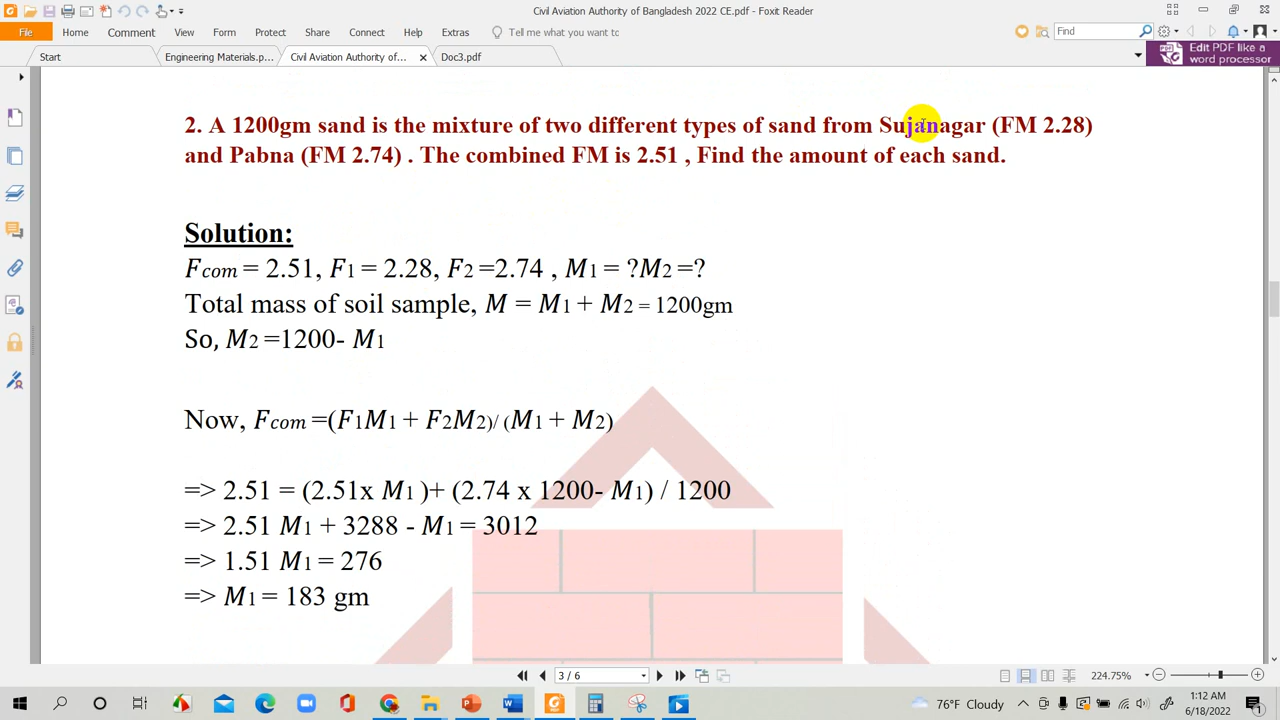 Civil Aviation Authority of Bangladesh 2022 CE.pdf - Foxit Reader
File Home Comment View Form Protect Share Connect Help Extras Tell me what you want to Find
Edit PDF like a
word processor
Start Engineering Materials.p... Civil Aviation Authority of... Doc3.pdf
2. A 1200gm sand is the mixture of two different types of sand from Sujanagar (FM 2.28)
and Pabna (FM 2.74) . The combined FM is 2.51 , Find the amount of each sand.
Solution:
Fcom = 2.51, F1 = 2.28, F2 =2.74 , M1 = ?M2 =?
Total mass of soil sample, M = M1 + M2 = 1200gm
So, M2 =1200- M1
Now, Fcom =(F1M1 + F2M2)/ (M1 + M2)
=> 2.51 = (2.51x M1 )+ (2.74 x 1200- M1) / 1200
=> 2.51 M1 + 3288 - M1 = 3012
=> 1.51 M1 = 276
=> M1 = 183 gm
3 / 6 224.75%
76°F Cloudy 1:12 AM
6/18/2022